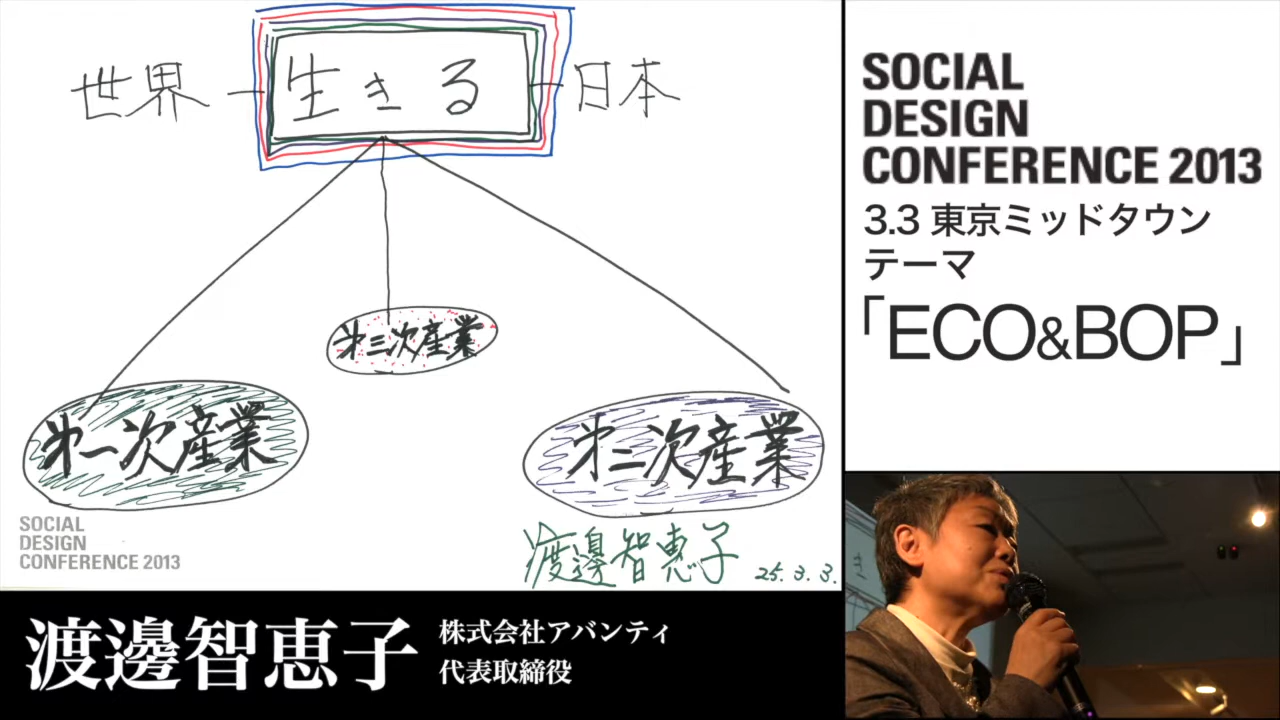 世界 生きる 日本
第三次産業
第一次産業
第二次産業
SOCIAL
DESIGN
CONFERENCE 2013
渡邊智恵子
25.3.3.
渡邊智恵子
株式会社アバンティ
代表取締役
SOCIAL
DESIGN
CONFERENCE 2013
3.3 東京ミッドタウン
テーマ
「ECO&BOP」